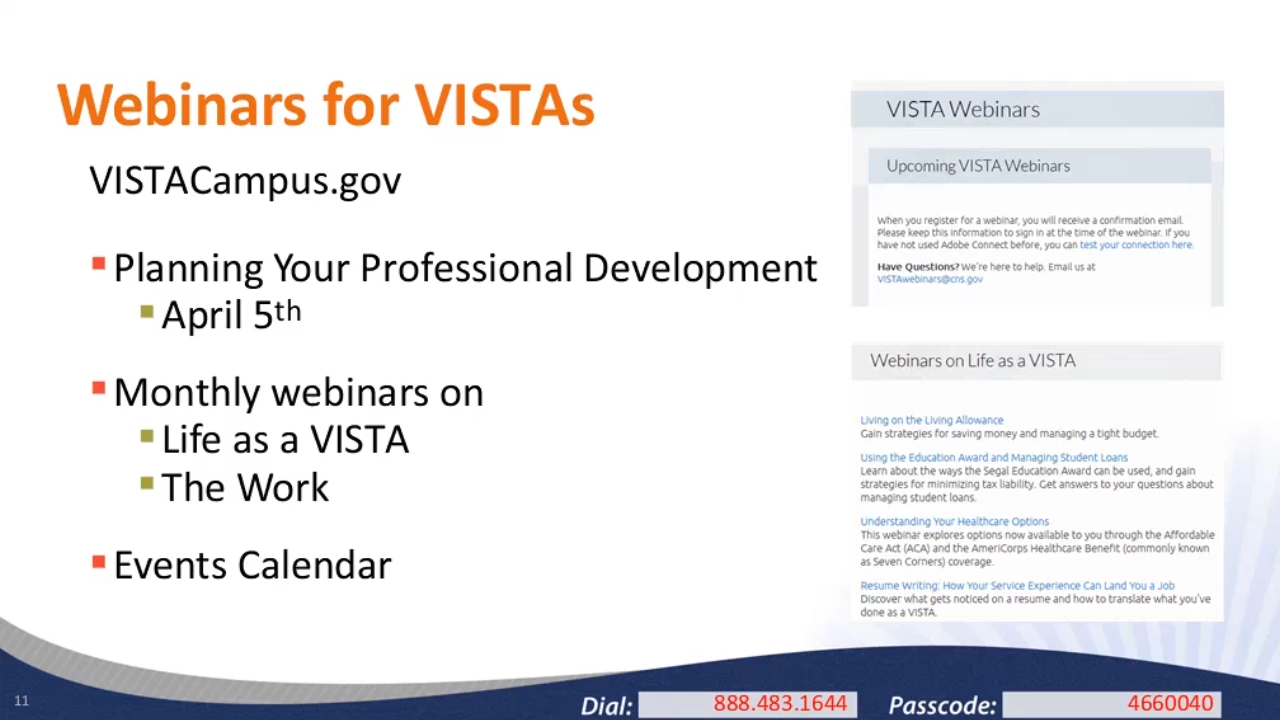 Webinars for VISTAs
VISTACampus.gov
Planning Your Professional Development
April 5th
Monthly webinars on
Life as a VISTA
The Work
Events Calendar
VISTA Webinars
Upcoming VISTA Webinars
When you register for a webinar, you will receive a confirmation email.
Please keep this information to sign in at the time of the webinar. If you
have not used Adobe Connect before, you can test your connection here.
Have Questions? We're here to help. Email us at
VISTAwebinars@cns.gov
Webinars on Life as a VISTA
Living on the Living Allowance
Gain strategies for saving money and managing a tight budget.
Using the Education Award and Managing Student Loans
Learn about the ways the Segal Education Award can be used, and gain
strategies for minimizing tax liability. Get answers to your questions about
managing student loans.
Understanding Your Healthcare Options
This webinar explores options now available to you through the Affordable
Care Act (ACA) and the AmeriCorps Healthcare Benefit (commonly known
as Seven Corners) coverage.
Resume Writing: How Your Service Experience Can Land You a Job
Discover what gets noticed on a resume and how to translate what you've
done as a VISTA.
11
Dial: 888.483.1644 Passcode: 4660040